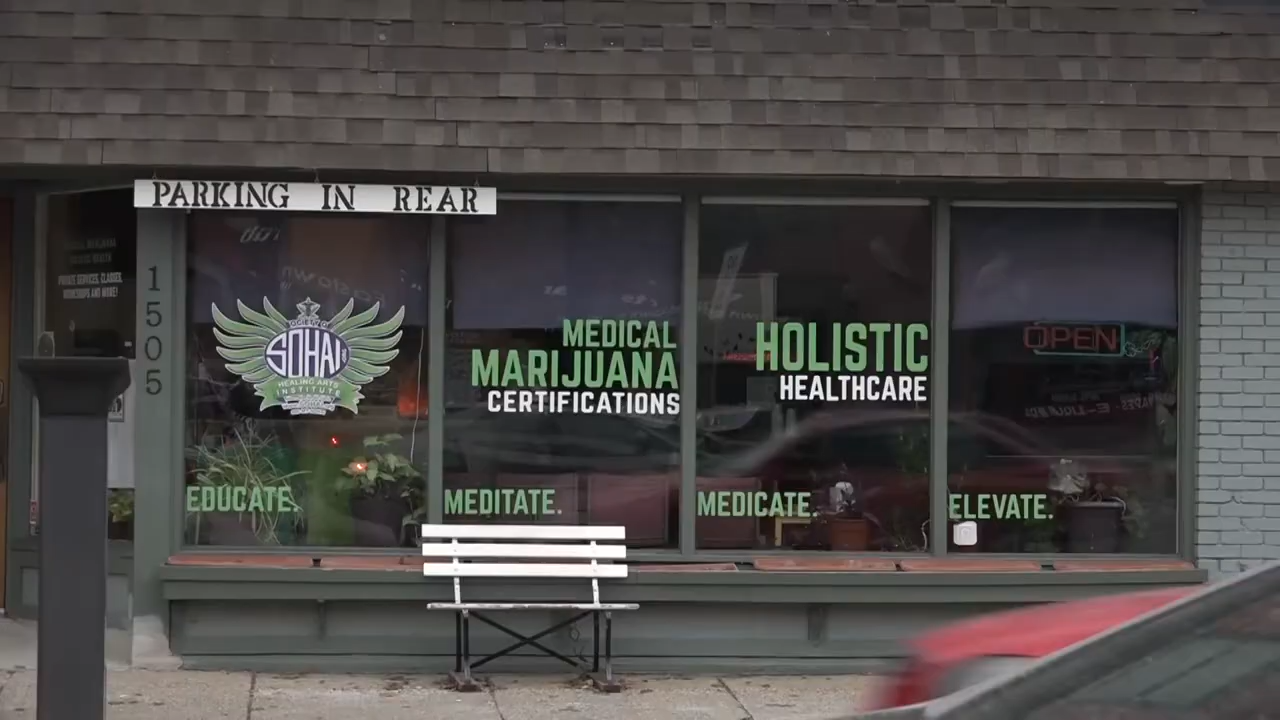 PARKING IN REAR
1505
SOHAI
HEALING ARTS
INSTITUTE
MEDICAL
MARIJUANA
CERTIFICATIONS
HOLISTIC
HEALTHCARE
OPEN
EDUCATE.
MEDITATE.
MEDICATE.
ELEVATE.